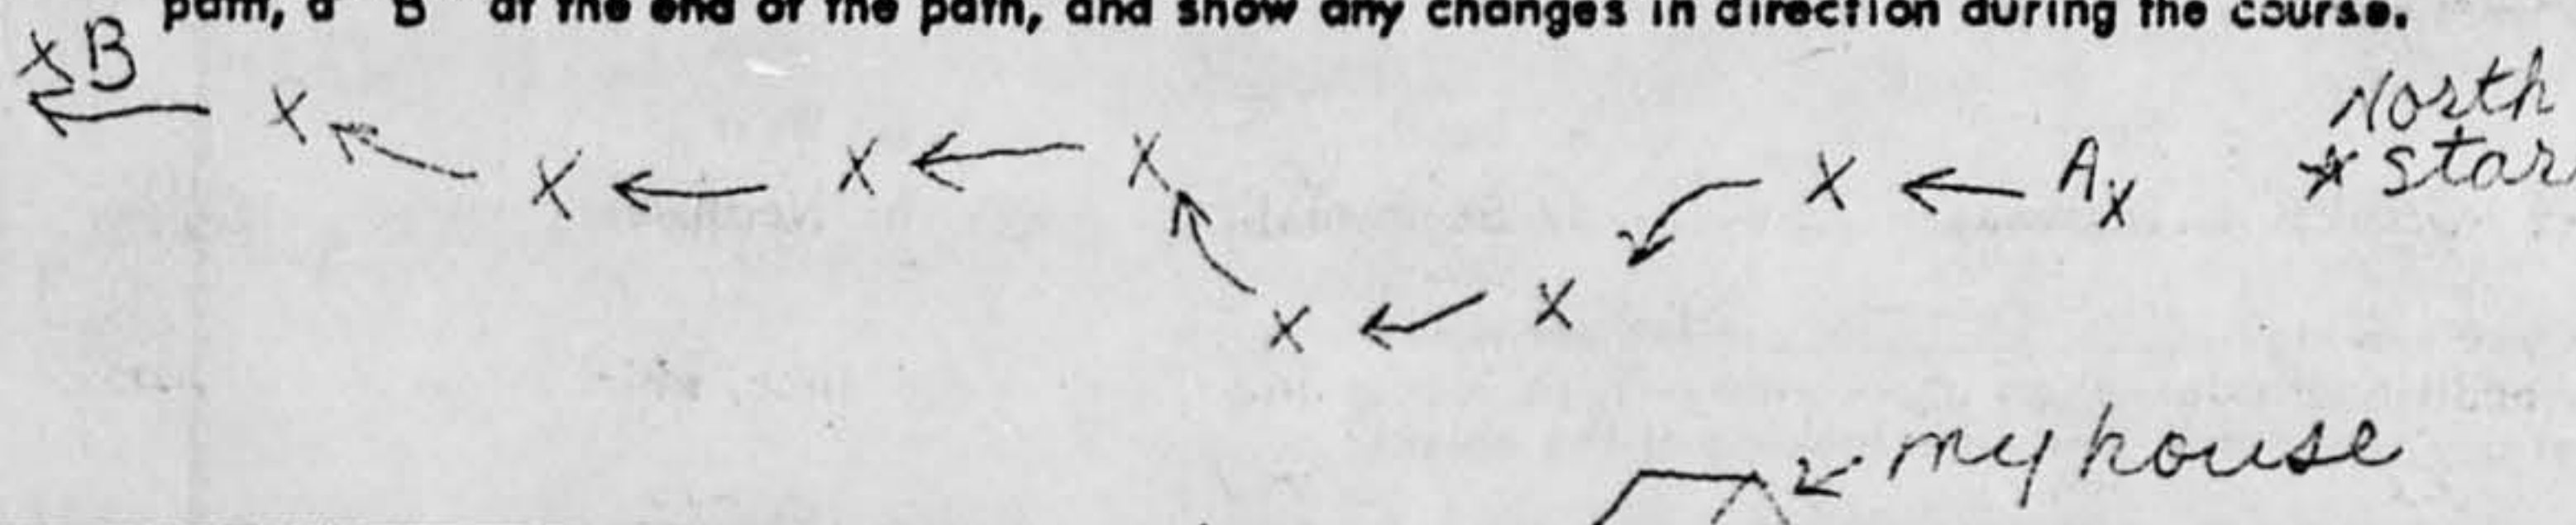 path, a "B" at the end of the path, and show any changes in direction during the course.
X B
X
X
X
X
X
X
X
A X
North
* Star
my house